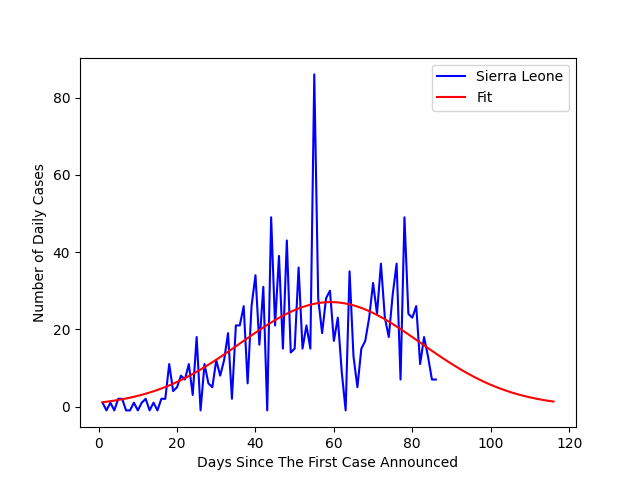 Sierra Leone
Fit
Number of Daily Cases
80
60
40
20
0
0 20 40 60 80 100 120
Days Since The First Case Announced